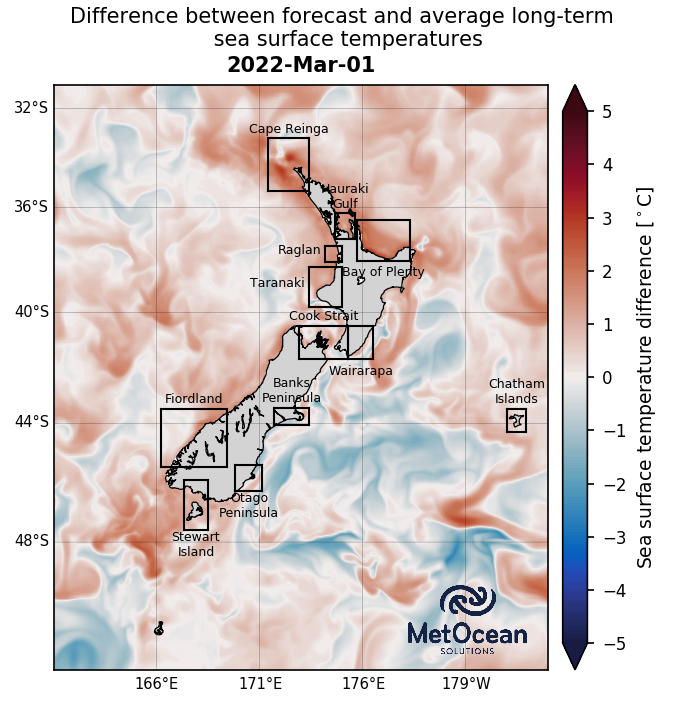 Difference between forecast and average long-term
sea surface temperatures
2022-Mar-01
32°S
36°S
40°S
44°S
48°S
Cape Reinga
Hauraki
Gulf
Raglan
Bay of Plenty
Taranaki
Cook Strait
Wairarapa
Banks
Peninsula
Fiordland
Chatham
Islands
Otago
Peninsula
Stewart
Island
MetOcean
SOLUTIONS
166°E
171°E
176°E
179°W
5
4
3
2
1
0
−1
−2
−3
−4
−5
Sea surface temperature difference [°C]